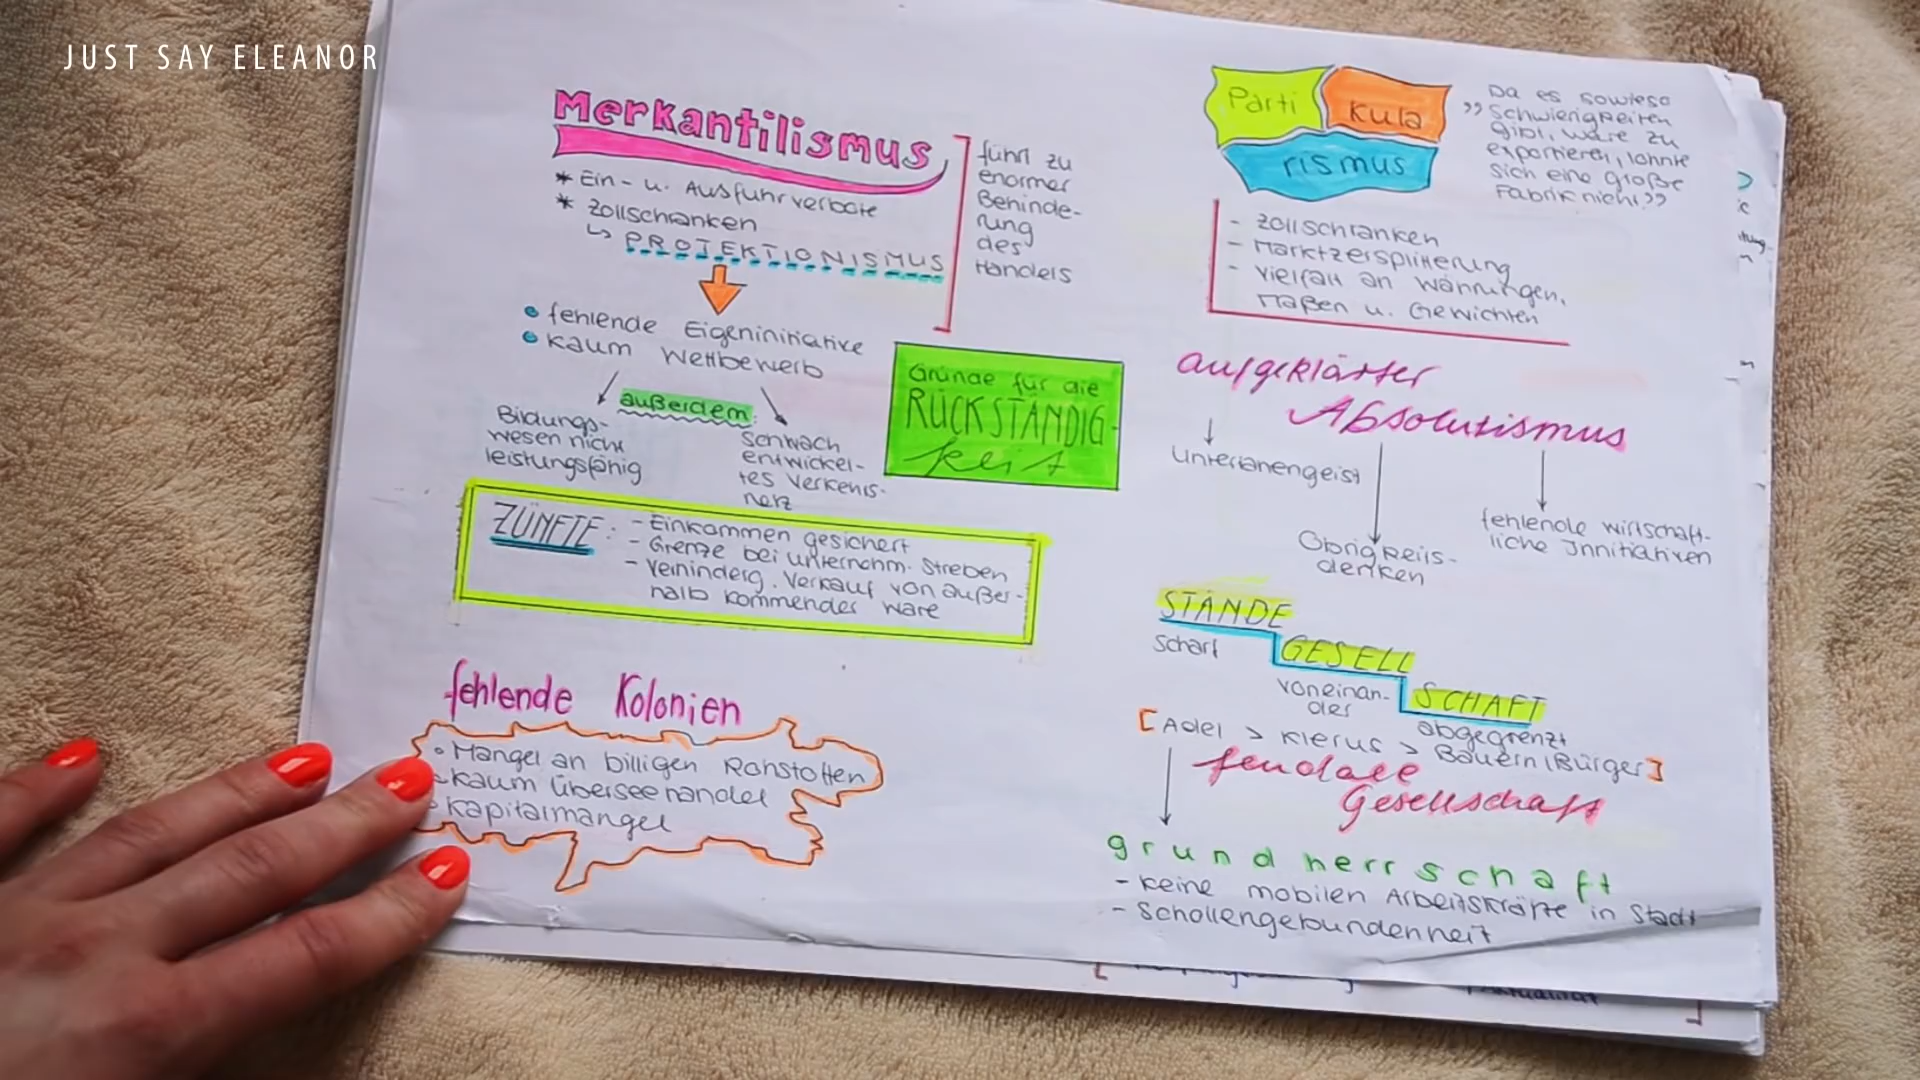 JUST SAY ELEANOR
Merkantilismus
* Ein- u. Ausfuhrverbote
* Zollschranken
↳ PROTEKTIONISMUS
führt zu
enormer
Behinde-
rung
des
Handels
• fehlende Eigeninitiative
• kaum Wettbewerb
außerdem:
Bildungs-
wesen nicht
leistungsfähig
schwach
entwickel-
tes Verkehrs-
netz
Gründe für die
RÜCKSTÄNDIG-
keit
ZÜNFTE:
- Einkommen gesichert
- Grenze bei unternehm. Streben
- Verhinderg. Verkauf von außer-
halb kommender Ware
fehlende Kolonien
• Mangel an billigen Rohstoffen
• kaum Überseehandel
• Kapitalmangel
Parti
kula
rismus
Da es sowieso
,, Schwierigkeiten
gibt, ware zu
exportieren, lohnte
sich eine große
Fabrik nicht"
- Zollschranken
- Marktzersplitterung
- Vielfalt an Währungen,
Maßen u. Gewichten
aufgeklärter
Absolutismus
Untertanengeist
Obrigkeits-
denken
fehlende wirtschaft-
liche Innitiativen
STÄNDE
GESELL
SCHAFT
scharf
voneinan-
der
abgegrenzt
[Adel > Klerus > Bauern/Bürger]
feudale
Gesellschaft
grundherrschaft
- keine mobilen Arbeitskräfte in Stadt
- Schollengebundenheit